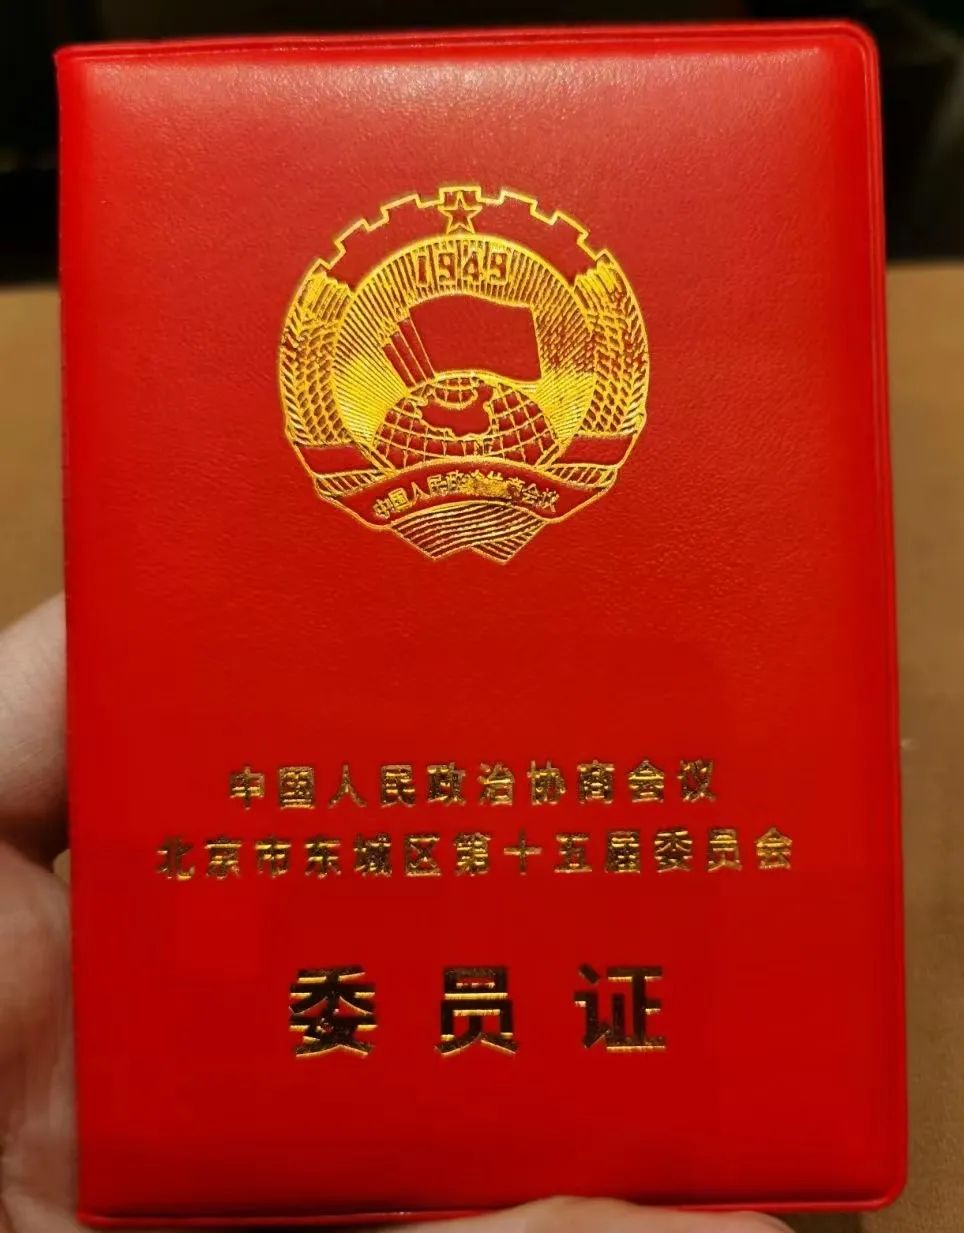 1949
中国人民政治协商会议
中国人民政治协商会议
北京市东城区第十五届委员会
委员证